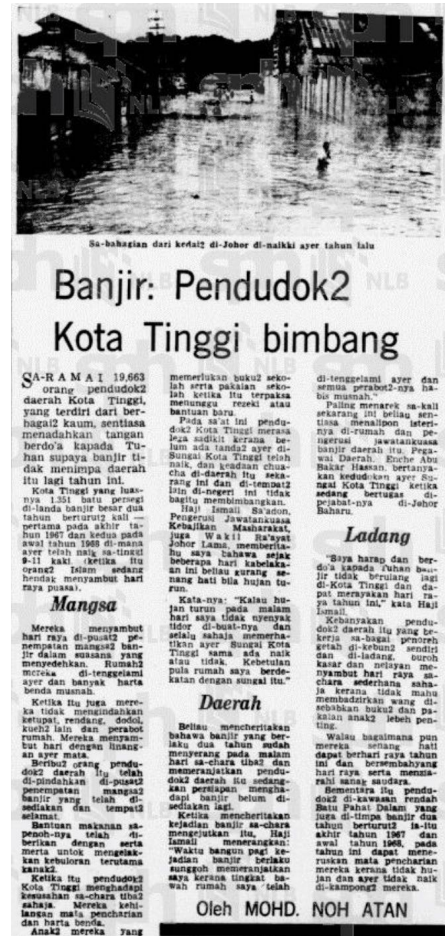 Sa-bahagian dari kedai2 di-Johor di-naikki ayer tahun lalu
Banjir: Pendudok2
Kota Tinggi bimbang
SA-RAMAI 19,663
orang pendudok2
daerah Kota Tinggi,
yang terdiri dari ber-
bagai2 kaum, sentiasa
menadahkan tangan
berdo'a kapada Tu-
han supaya banjir ti-
dak menimpa daerah
itu lagi tahun ini.
Kota Tinggi yang luas-
nya 1,351 batu persegi
di-landa banjir besar dua
tahun berturut2 kali —
pertama pada akhir ta-
hun 1967 dan kedua pada
awal tahun 1968 di-mana
ayer telah naik sa-tinggi
9-11 kaki (ketika itu
orang2 Islam sedang
hendak menyambut hari
raya puasa).
Mangsa
Mereka menyambut
hari raya di-pusat2 pe-
nempatan mangsa2 ban-
jir dalam suasana yang
menyedehkan. Rumah2
mereka di-tenggelami
ayer dan banyak harta
benda musnah.
Ketika itu juga mere-
ka tidak mengindahkan
ketupat, rendang, dodol,
kueh2 lain dan perabot
rumah. Mereka menyam-
but hari dengan linang-
an ayer mata.
Beribu2 orang pendu-
dok2 daerah itu telah
di-pindahkan di-pusat2
penempatan mangsa2
banjir yang telah di-
sediakan dan tempat2
selamat.
Bantuan makanan sa-
penoh-nya telah di-
berikan dengan serta
merta untok mengelak-
kan kebuloran terutama
kanak2.
Ketika itu pendudok2
Kota Tinggi menghadapi
kesusahan sa-chara tiba2
sahaja. Mereka kehi-
langan mata pencharian
dan harta benda.
Anak2 mereka yang
memerlukan buku2 seko-
lah serta pakaian seko-
lah ketika itu terpaksa
menunggu rezeki atau
bantuan baru.
Pada sa'at ini pendu-
dok2 Kota Tinggi merasa
lega sadikit kerana be-
lum ada tanda2 ayer di-
Sungai Kota Tinggi telah
naik, dan keadaan chua-
cha di-daerah itu seka-
rang ini dan di-tempat2
lain di-negeri ini tidak
bagitu membimbangkan.
Haji Ismail Sa'adon,
Pengerusi Jawatankuasa
Kebajikan Masharakat,
juga Wakil Ra'ayat
Johor Lama, memberita-
hu saya bahawa sejak
beberapa hari kabelaka-
an ini beliau kurang se-
nang hati bila hujan tu-
run.
Kata-nya: "Kalau hu-
jan turun pada malam
hari saya tidak nyenyak
tidor di-buat-nya dan
selalu sahaja memerha-
tikan ayer Sungai Kota
Tinggi sama ada naik
atau tidak. Kebetulan
pula rumah saya berde-
katan dengan sungai itu."
Daerah
Beliau mencheritakan
bahawa banjir yang ber-
laku dua tahun sudah
menyerang pada malam
hari sa-chara tiba2 dan
memeranjatkan pendu-
dok2 daerah itu sedang-
kan persiapan mengha-
dapi banjir belum di-
sediakan lagi.
Ketika mencheritakan
kejadian banjir sa-chara
mengejutkan itu, Haji
Ismail menerangkan:
"Waktu bangun pagi ke-
jadian banjir berlaku
sunggoh memeranjatkan
saya kerana tingkat ba-
wah rumah saya telah
di-tenggelami ayer dan
semua perabot2-nya ha-
bis musnah."
Paling menarek sa-kali
sekarang ini beliau sen-
tiasa menalipon isteri-
nya di-rumah dan pe-
ngerusi jawatankuasa
banjir daerah itu, Pega-
wai Daerah, Enche Abu
Bakar Hassan, bertanya-
kan kedudokan ayer Su-
ngai Kota Tinggi ketika
sedang bertugas di-
pejabat-nya di-Johor
Baharu.
Ladang
"Saya harap dan ber-
do'a kapada Tuhan ban-
jir tidak berulang lagi
di-Kota Tinggi dan da-
pat merayakan hari ra-
ya tahun ini," kata Haji
Ismail.
Kebanyakan pendu-
dok2 daerah itu yang be-
kerja sa-bagai penoreh
getah di-kebun2 sendiri
dan di-ladang, buroh
kasar dan nelayan me-
nyambut hari raya sa-
chara sederhana saha-
ja kerana tidak mahu
membadzirkan wang di-
sebabkan buku2 dan pa-
kaian anak2 lebeh pen-
ting.
Walau bagaimana pun
mereka senang hati
dapat berhari raya tahun
ini dan bersembahyang
hari raya serta menzia-
rahi sanak saudara.
Sementara itu pendu-
dok2 di-kawasan rendah
Batu Pahat Dalam yang
juga di-timpa banjir dua
tahun berturut2 ia-itu
akhir tahun 1967 dan
awal tahun 1968, pada
tahun ini dapat mene-
ruskan mata pencharian
mereka kerana tidak hu-
jan dan ayer tidak naik
di-kampong2 mereka.
Oleh MOHD. NOH ATAN